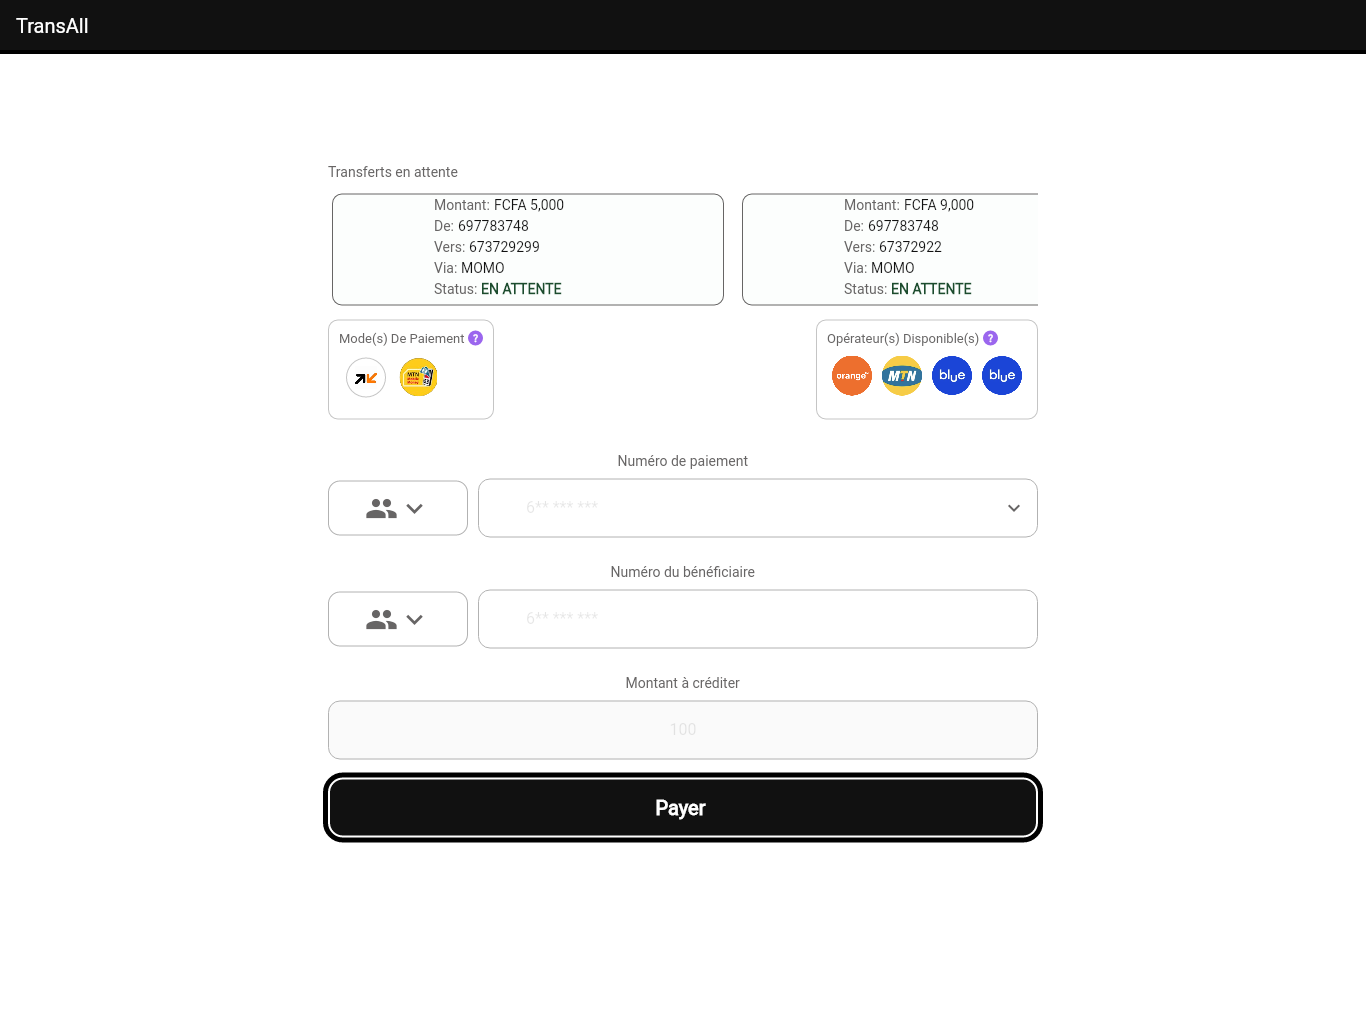 TransAll
Transferts en attente
Montant: FCFA 5,000
De: 697783748
Vers: 673729299
Via: MOMO
Status: EN ATTENTE
Montant: FCFA 9,000
De: 697783748
Vers: 67372922
Via: MOMO
Status: EN ATTENTE
Mode(s) De Paiement ?
MTN
Opérateur(s) Disponible(s) ?
orange
MTN
blue
blue
Numéro de paiement
6** *** ***
Numéro du bénéficiaire
6** *** ***
Montant à créditer
100
Payer